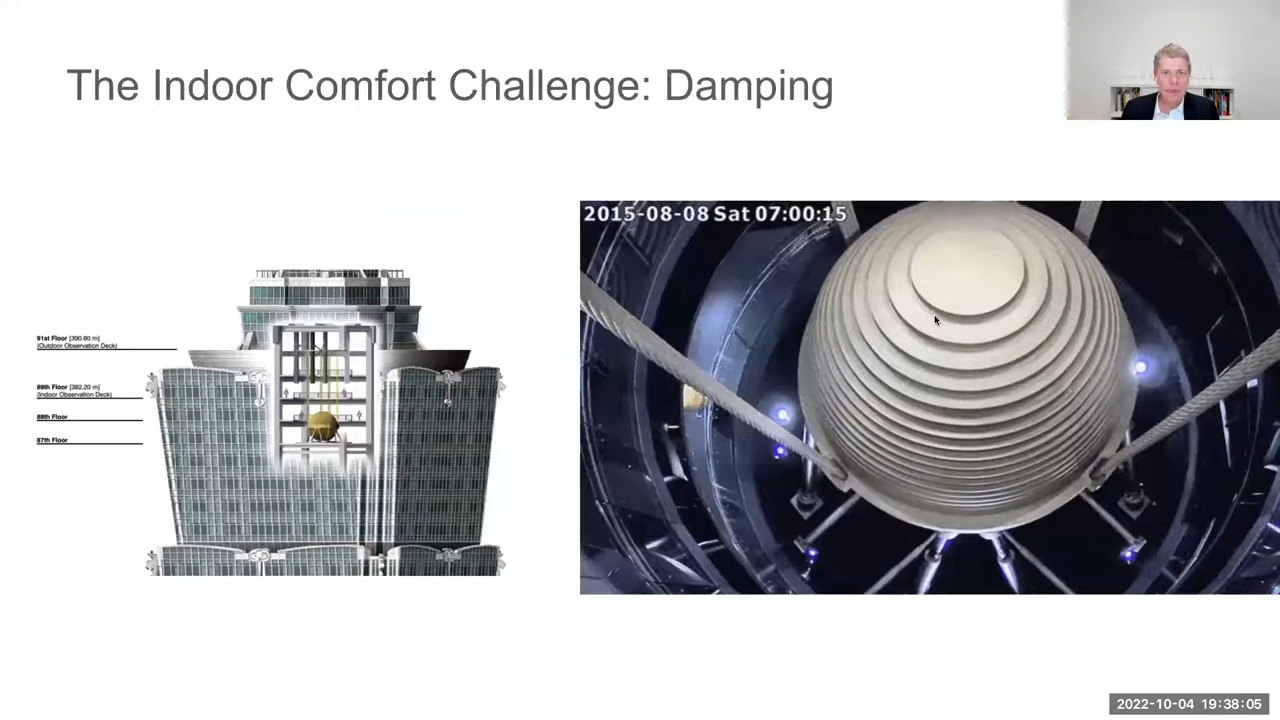 The Indoor Comfort Challenge: Damping
2015-08-08 Sat 07:00:15
91st Floor [390.60 m]
(Outdoor Observation Deck)
89th Floor [382.20 m]
(Indoor Observation Deck)
88th Floor
87th Floor
2022-10-04 19:38:05